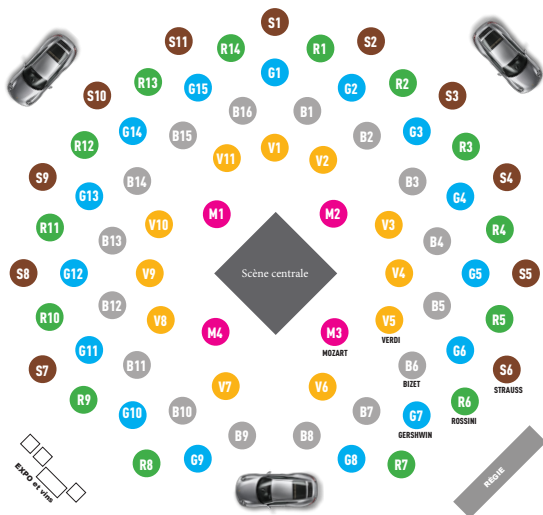 S1
S11
R14
R1
S2
G1
R13
G15
G2
R2
S10
B16
B1
S3
G14
B15
B2
G3
R12
V11
V1
V2
R3
S9
B14
B3
S4
G13
G4
R11
V10
M1
M2
V3
R4
B13
B4
S8
G12
V9
Scène centrale
V4
G5
S5
B12
B5
R10
V8
M4
M3
V5
R5
MOZART
VERDI
G11
G6
S7
B11
B6
S6
BIZET
STRAUSS
R9
V7
V6
R6
ROSSINI
G10
B10
B7
G7
GERSHWIN
B9
B8
R8
G9
G8
R7
EXPO et vins
RÉGIE